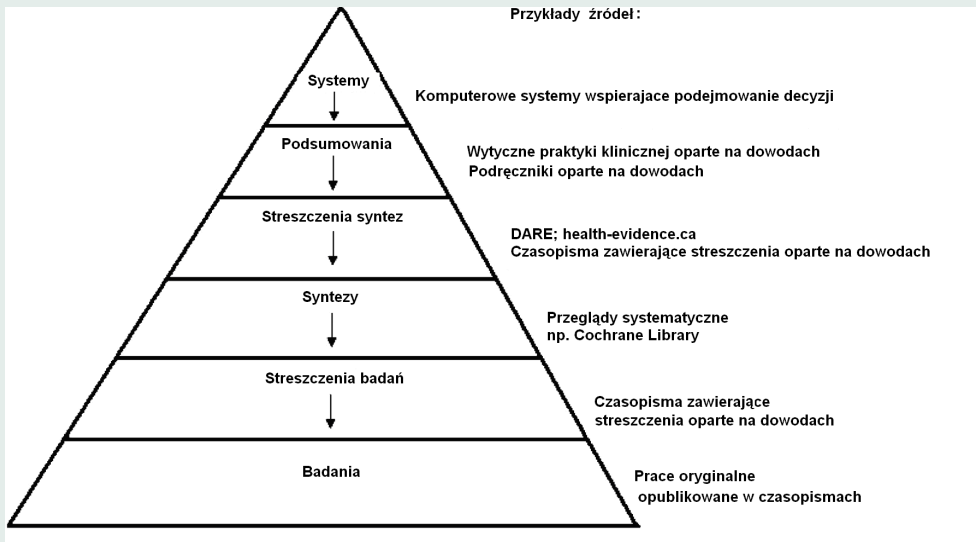 Przykłady źródeł:
Systemy
Komputerowe systemy wspierajace podejmowanie decyzji
Podsumowania
Wytyczne praktyki klinicznej oparte na dowodach
Podręczniki oparte na dowodach
Streszczenia syntez
DARE; health-evidence.ca
Czasopisma zawierające streszczenia oparte na dowodach
Syntezy
Przeglądy systematyczne
np. Cochrane Library
Streszczenia badań
Czasopisma zawierające
streszczenia oparte na dowodach
Badania
Prace oryginalne
opublikowane w czasopismach